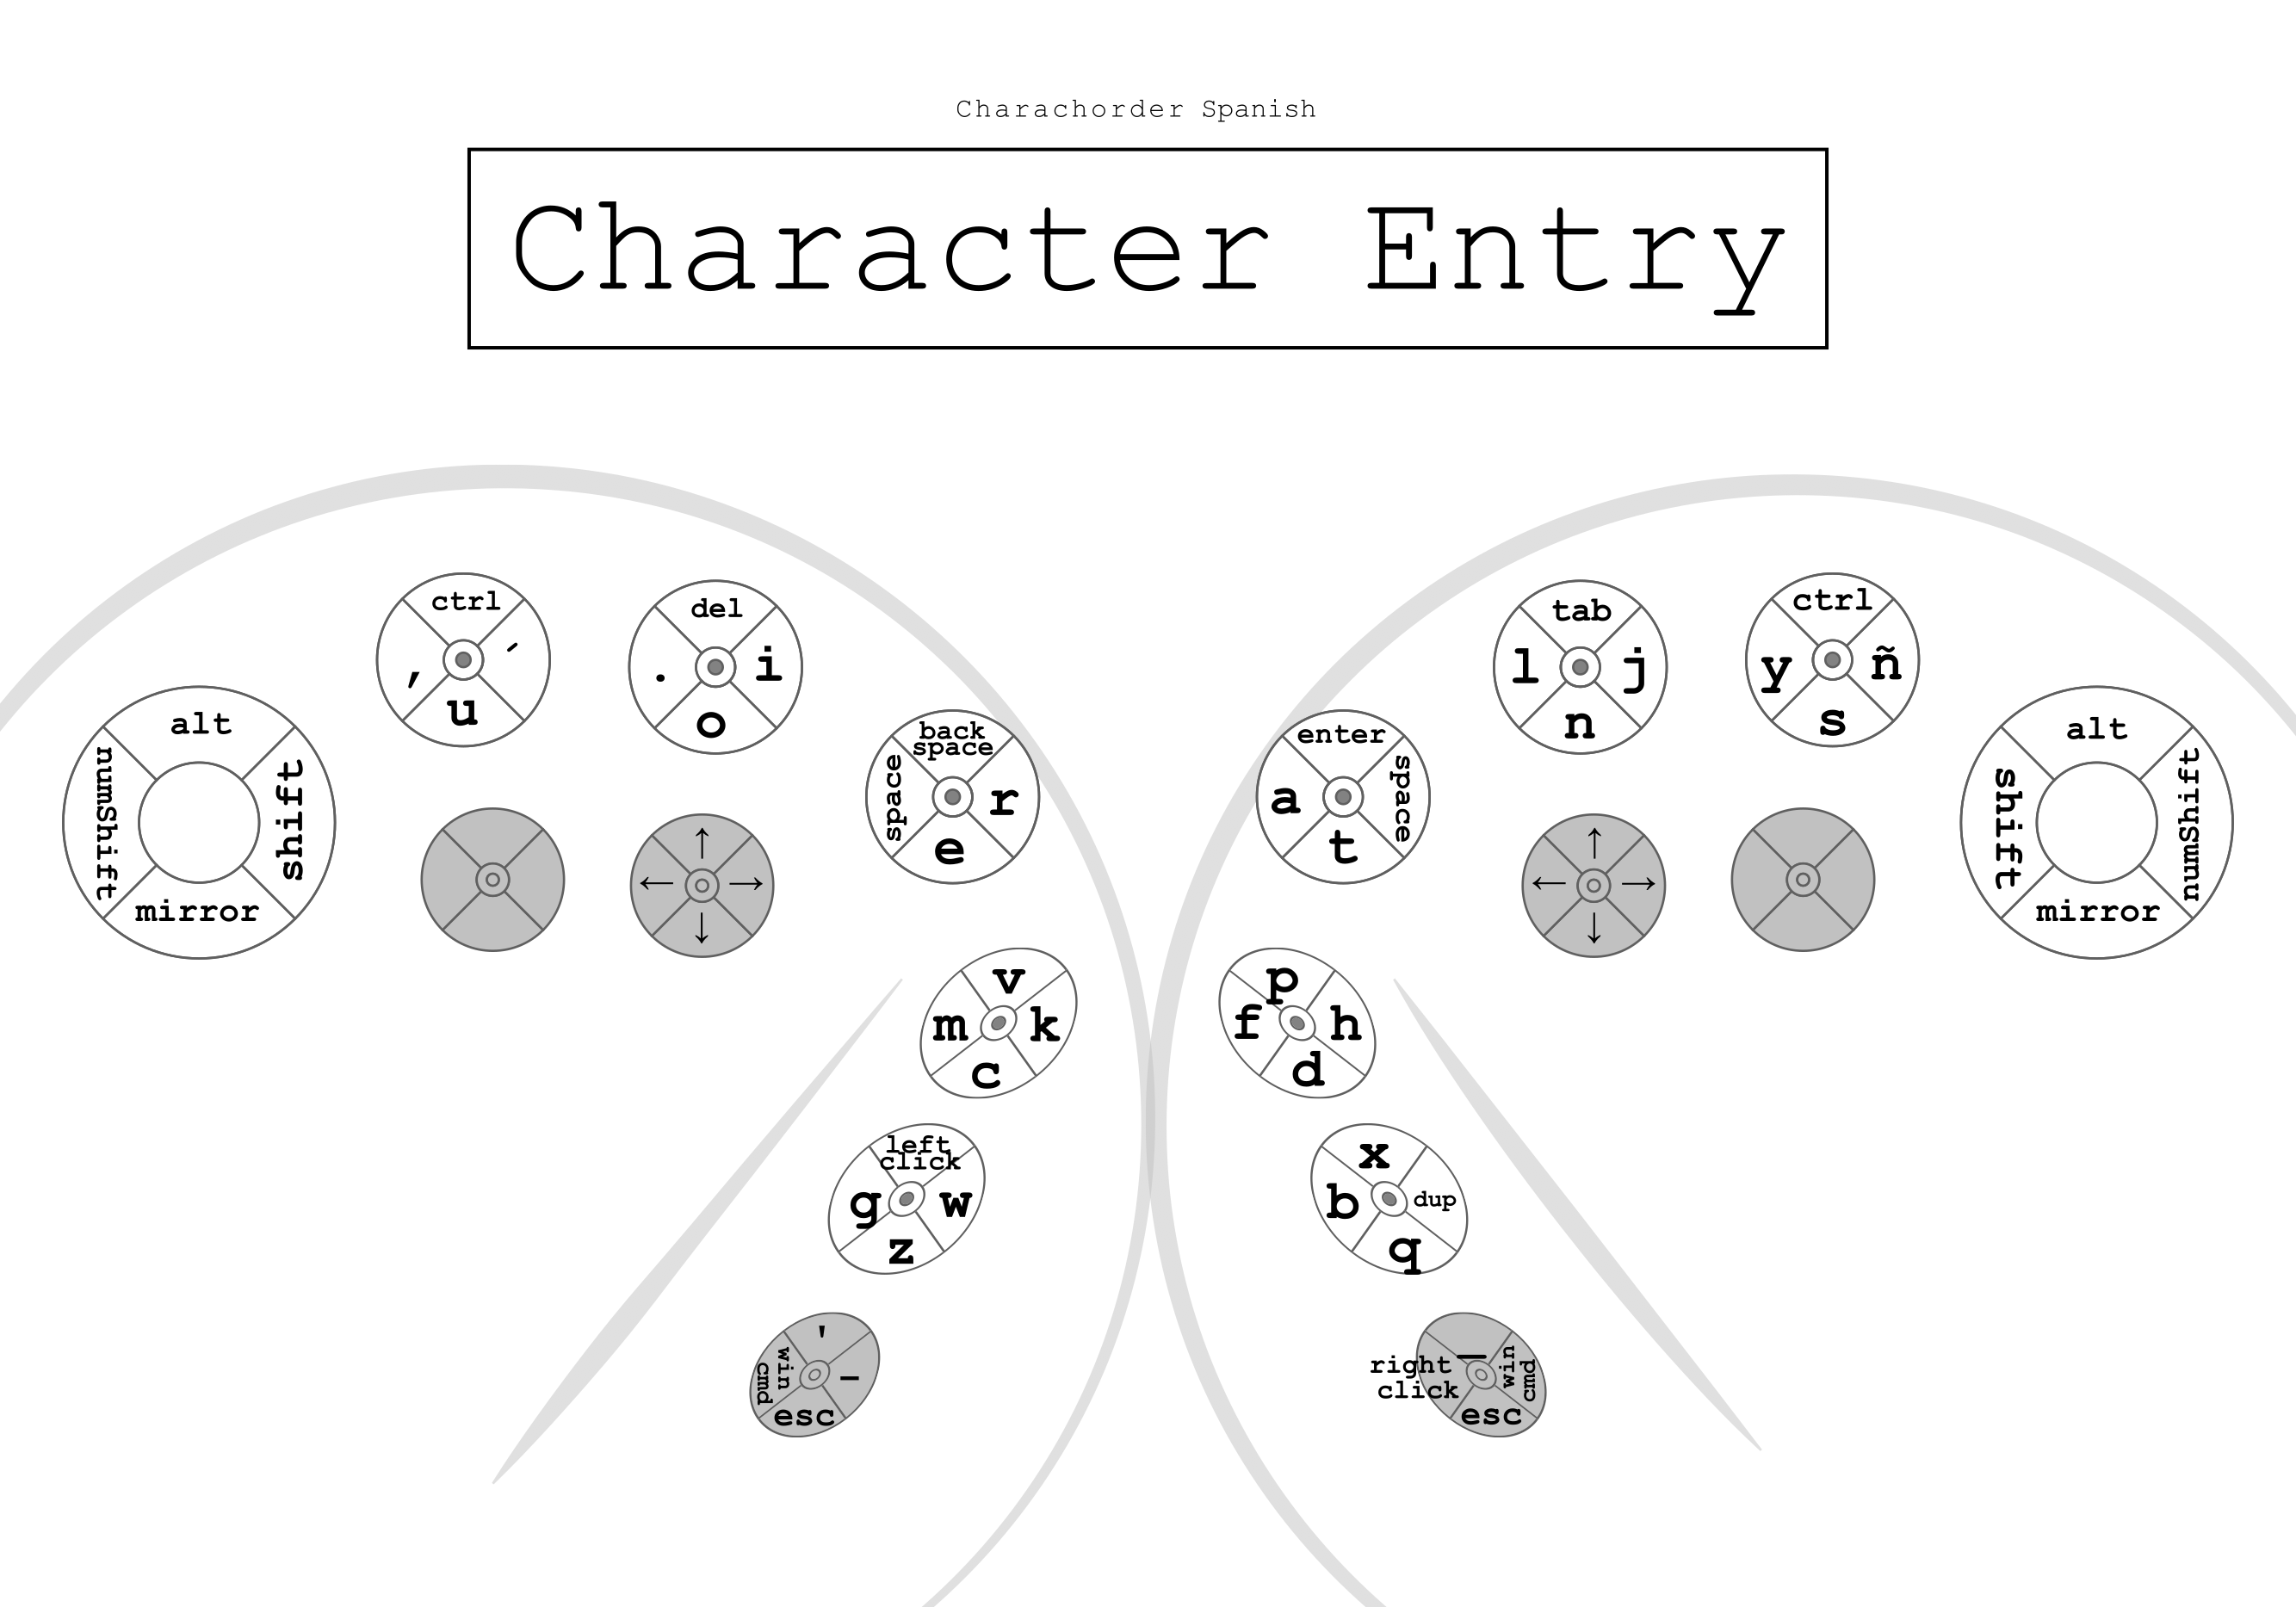 Charachorder Spanish
Character Entry
alt
numShift
shift
mirror
ctrl
,
´
u
del
.
i
o
back
space
space
r
e
↑
← →
↓
v
m k
c
left
click
g w
z
'
win
cmd
–
esc
enter
a
space
t
tab
l j
n
ctrl
y ñ
s
alt
shift
numShift
mirror
↑
← →
↓
p
f h
d
x
b dup
q
—
right
click
win
cmd
esc